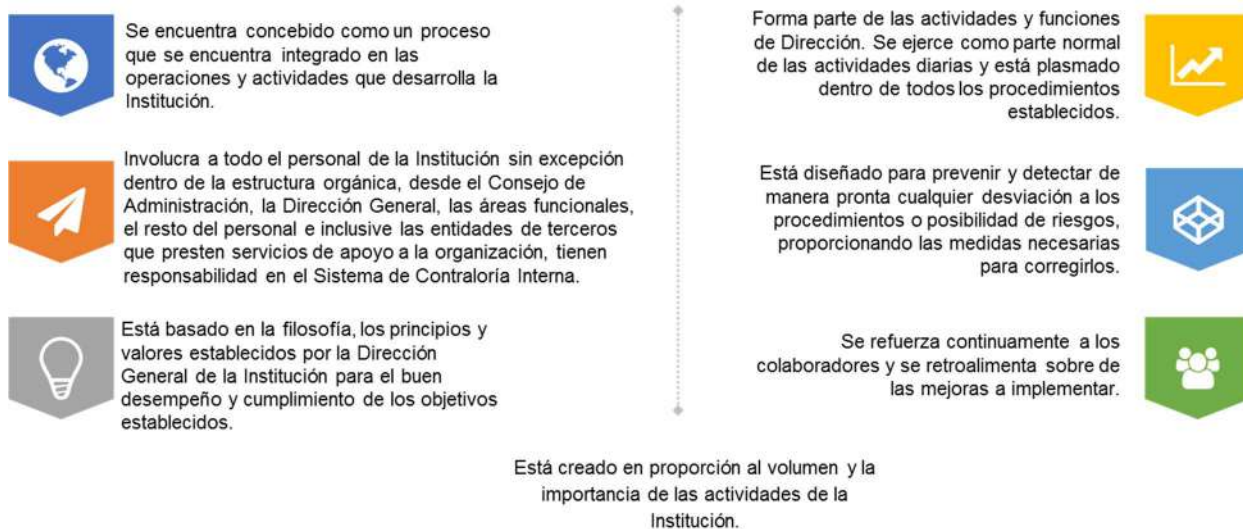 Se encuentra concebido como un proceso
que se encuentra integrado en las
operaciones y actividades que desarrolla la
Institución.
Involucra a todo el personal de la Institución sin excepción
dentro de la estructura orgánica, desde el Consejo de
Administración, la Dirección General, las áreas funcionales,
el resto del personal e inclusive las entidades de terceros
que presten servicios de apoyo a la organización, tienen
responsabilidad en el Sistema de Contraloría Interna.
Está basado en la filosofía, los principios y
valores establecidos por la Dirección
General de la Institución para el buen
desempeño y cumplimiento de los objetivos
establecidos.
Forma parte de las actividades y funciones
de Dirección. Se ejerce como parte normal
de las actividades diarias y está plasmado
dentro de todos los procedimientos
establecidos.
Está diseñado para prevenir y detectar de
manera pronta cualquier desviación a los
procedimientos o posibilidad de riesgos,
proporcionando las medidas necesarias
para corregirlos.
Se refuerza continuamente a los
colaboradores y se retroalimenta sobre de
las mejoras a implementar.
Está creado en proporción al volumen y la
importancia de las actividades de la
Institución.